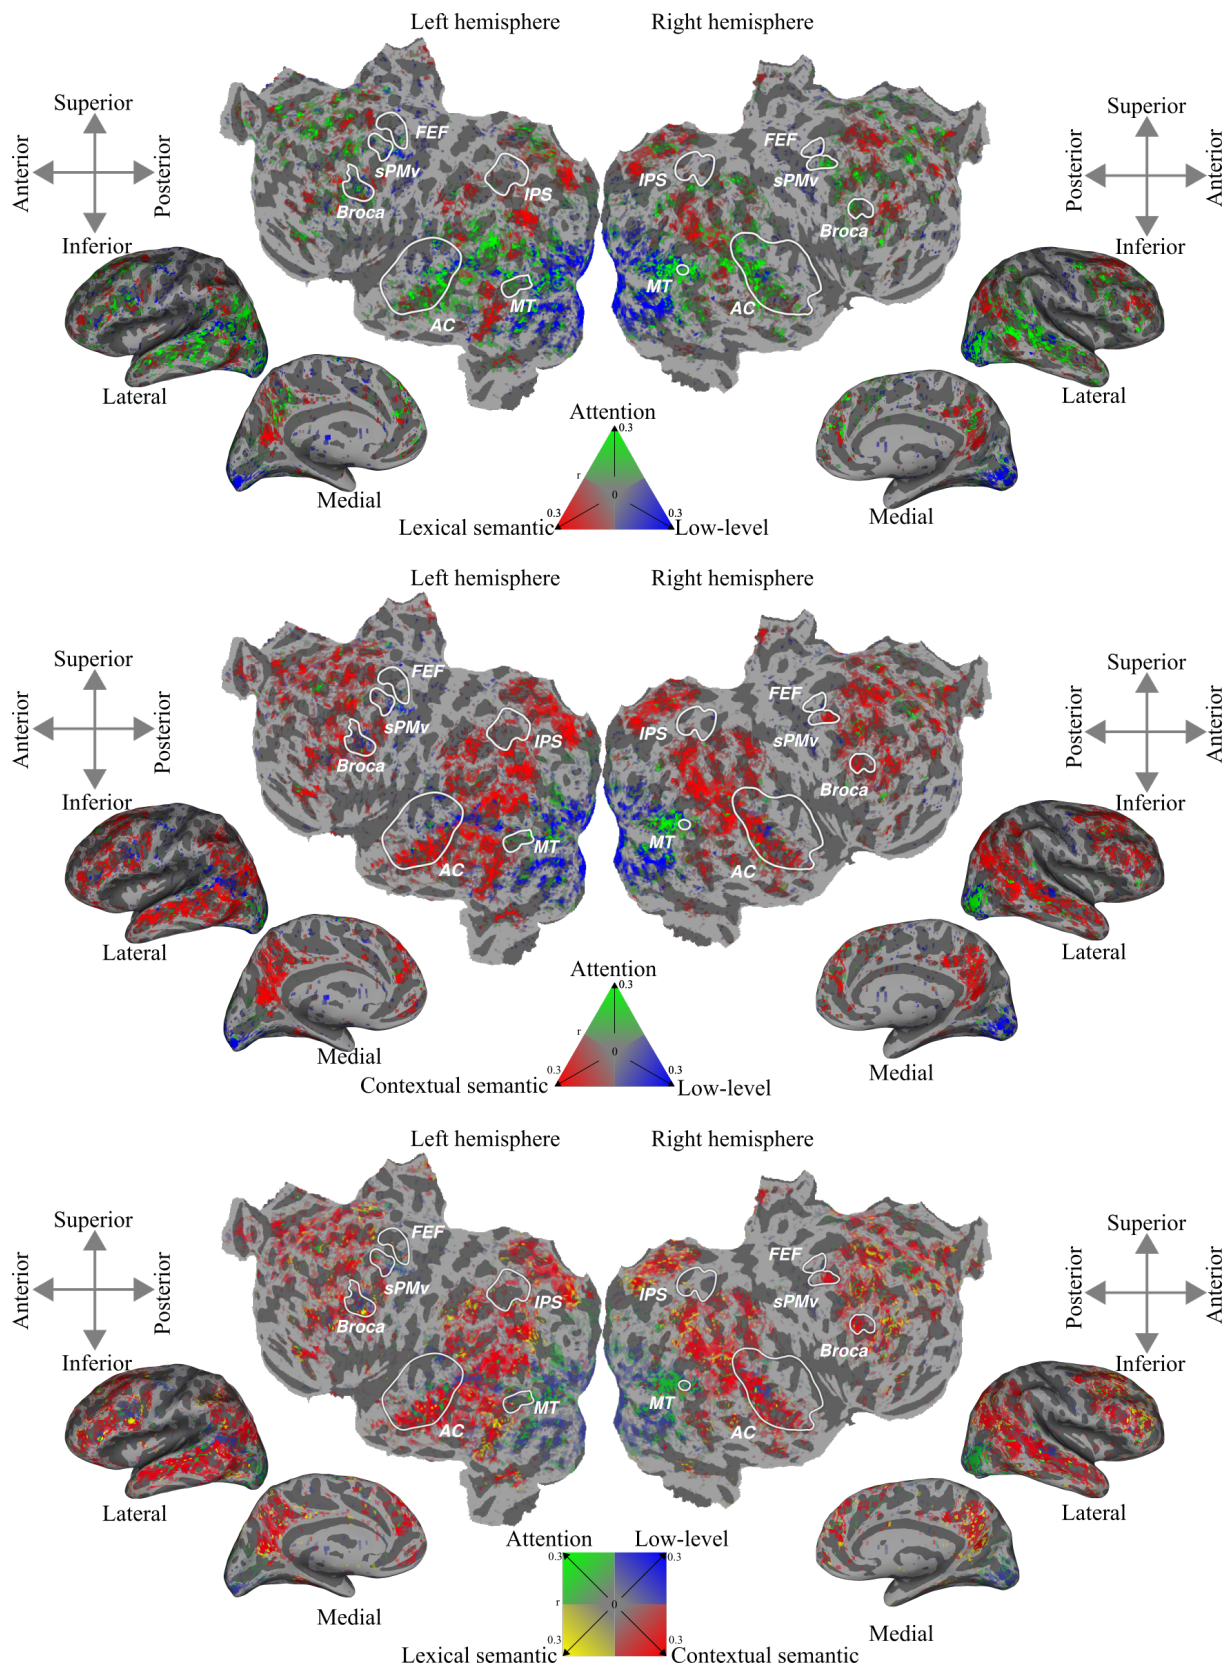 Left hemisphere
Right hemisphere
Superior
Anterior
Posterior
Inferior
FEF
sPMv
Broca
IPS
AC
MT
IPS
FEF
sPMv
Broca
MT
AC
Superior
Posterior
Anterior
Inferior
Lateral
Medial
Lateral
Medial
Attention
0.3
r
0
0.3
0.3
Lexical semantic
Low-level
Left hemisphere
Right hemisphere
Superior
Anterior
Posterior
Inferior
FEF
sPMv
Broca
IPS
AC
MT
IPS
FEF
sPMv
Broca
MT
AC
Superior
Posterior
Anterior
Inferior
Lateral
Medial
Lateral
Medial
Attention
0.3
r
0
0.3
0.3
Contextual semantic
Low-level
Left hemisphere
Right hemisphere
Superior
Anterior
Posterior
Inferior
FEF
sPMv
Broca
IPS
AC
MT
IPS
FEF
sPMv
Broca
MT
AC
Superior
Posterior
Anterior
Inferior
Lateral
Medial
Lateral
Medial
Attention
Low-level
0.3
0.3
r
0
0.3
0.3
Lexical semantic
Contextual semantic